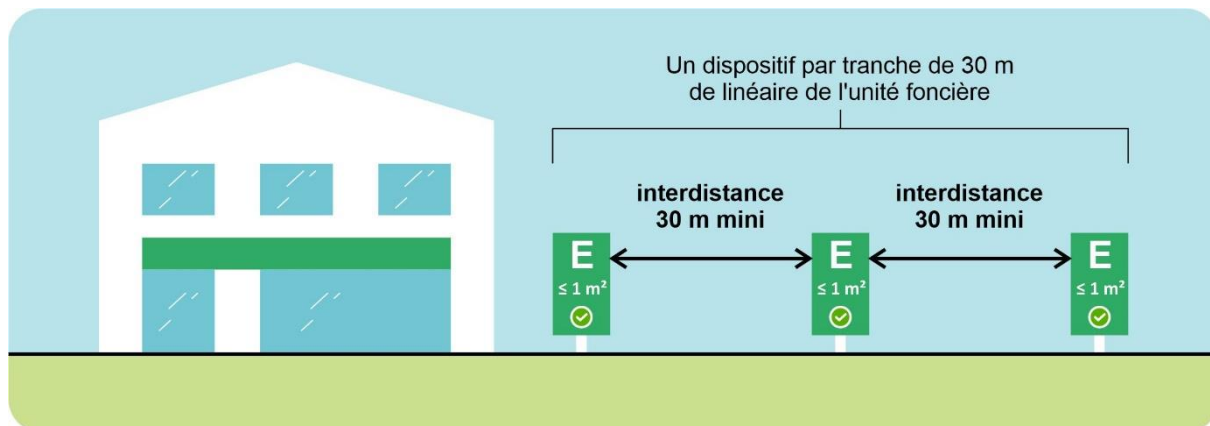 Un dispositif par tranche de 30 m
de linéaire de l'unité foncière
interdistance
30 m mini
interdistance
30 m mini
E
≤ 1 m²
E
≤ 1 m²
E
≤ 1 m²